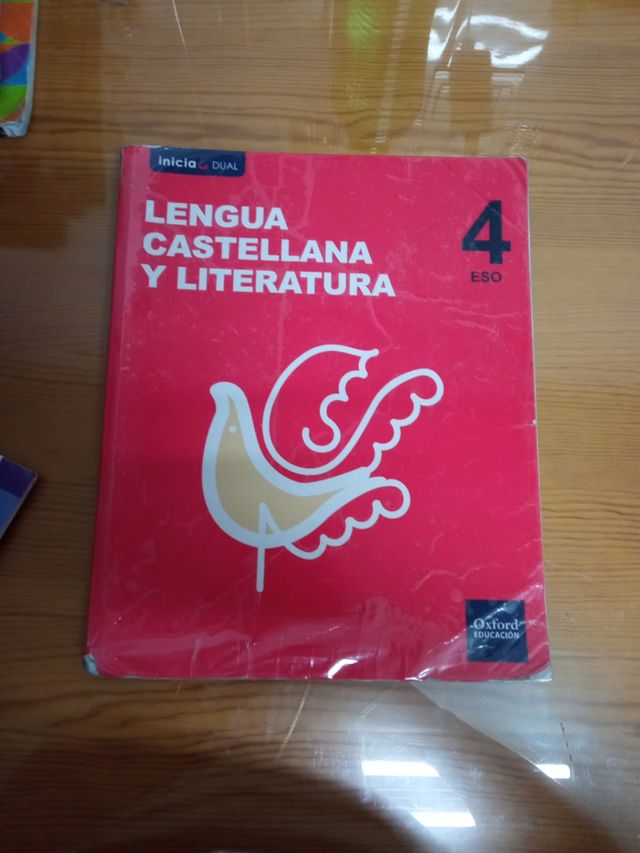 inicia DUAL
LENGUA
CASTELLANA
Y LITERATURA
4
ESO
Oxford
EDUCACIÓN